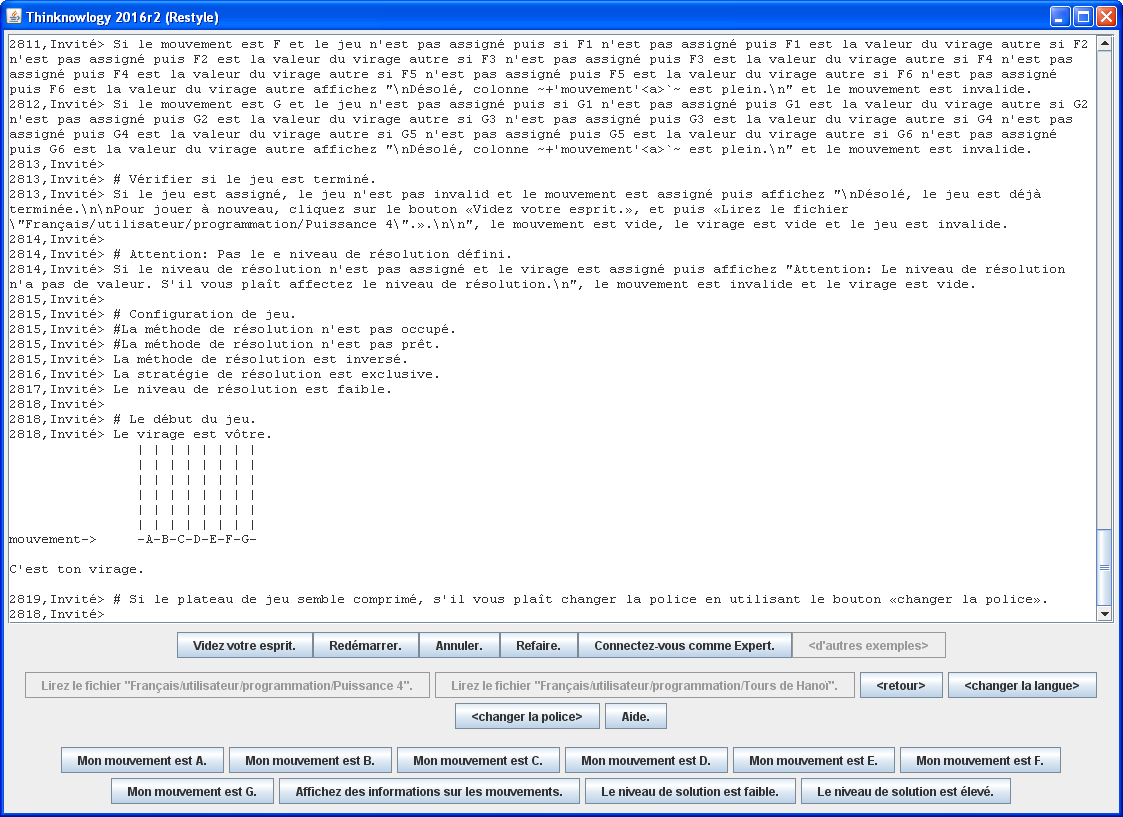 Thinknowlogy 2016r2 (Restyle)
2811,Invité> Si le mouvement est F et le jeu n'est pas assigné puis si F1 n'est pas assigné puis F1 est la valeur du virage autre si F2
n'est pas assigné puis F2 est la valeur du virage autre si F3 n'est pas assigné puis F3 est la valeur du virage autre si F4 n'est pas
assigné puis F4 est la valeur du virage autre si F5 n'est pas assigné puis F5 est la valeur du virage autre si F6 n'est pas assigné
puis F6 est la valeur du virage autre affichez "\nDésolé, colonne ~+'mouvement'<a>`~ est plein.\n" et le mouvement est invalide.
2812,Invité> Si le mouvement est G et le jeu n'est pas assigné puis si G1 n'est pas assigné puis G1 est la valeur du virage autre si G2
n'est pas assigné puis G2 est la valeur du virage autre si G3 n'est pas assigné puis G3 est la valeur du virage autre si G4 n'est pas
assigné puis G4 est la valeur du virage autre si G5 n'est pas assigné puis G5 est la valeur du virage autre si G6 n'est pas assigné
puis G6 est la valeur du virage autre affichez "\nDésolé, colonne ~+'mouvement'<a>`~ est plein.\n" et le mouvement est invalide.
2813,Invité>
2813,Invité> # Vérifier si le jeu est terminé.
2813,Invité> Si le jeu est assigné, le jeu n'est pas invalid et le mouvement est assigné puis affichez "\nDésolé, le jeu est déjà
terminée.\n\nPour jouer à nouveau, cliquez sur le bouton «Videz votre esprit.», et puis «Lirez le fichier
\"Français/utilisateur/programmation/Puissance 4\".».\n\n", le mouvement est vide, le virage est vide et le jeu est invalide.
2814,Invité>
2814,Invité> # Attention: Pas le e niveau de résolution défini.
2814,Invité> Si le niveau de résolution n'est pas assigné et le virage est assigné puis affichez "Attention: Le niveau de résolution
n'a pas de valeur. S'il vous plaît affectez le niveau de résolution.\n", le mouvement est invalide et le virage est vide.
2815,Invité>
2815,Invité> # Configuration de jeu.
2815,Invité> #La méthode de résolution n'est pas occupé.
2815,Invité> #La méthode de résolution n'est pas prêt.
2815,Invité> La méthode de résolution est inversé.
2816,Invité> La stratégie de résolution est exclusive.
2817,Invité> Le niveau de résolution est faible.
2818,Invité>
2818,Invité> # Le début du jeu.
2818,Invité> Le virage est vôtre.
| | | | | | | |
| | | | | | | |
| | | | | | | |
| | | | | | | |
| | | | | | | |
| | | | | | | |
mouvement-> -A-B-C-D-E-F-G-
C'est ton virage.
2819,Invité> # Si le plateau de jeu semble comprimé, s'il vous plaît changer la police en utilisant le bouton «changer la police».
2818,Invité>
Videz votre esprit. Redémarrer. Annuler. Refaire. Connectez-vous comme Expert. <d'autres exemples>
Lirez le fichier "Français/utilisateur/programmation/Puissance 4". Lirez le fichier "Français/utilisateur/programmation/Tours de Hanoï". <retour> <changer la langue>
<changer la police> Aide.
Mon mouvement est A. Mon mouvement est B. Mon mouvement est C. Mon mouvement est D. Mon mouvement est E. Mon mouvement est F.
Mon mouvement est G. Affichez des informations sur les mouvements. Le niveau de solution est faible. Le niveau de solution est élevé.